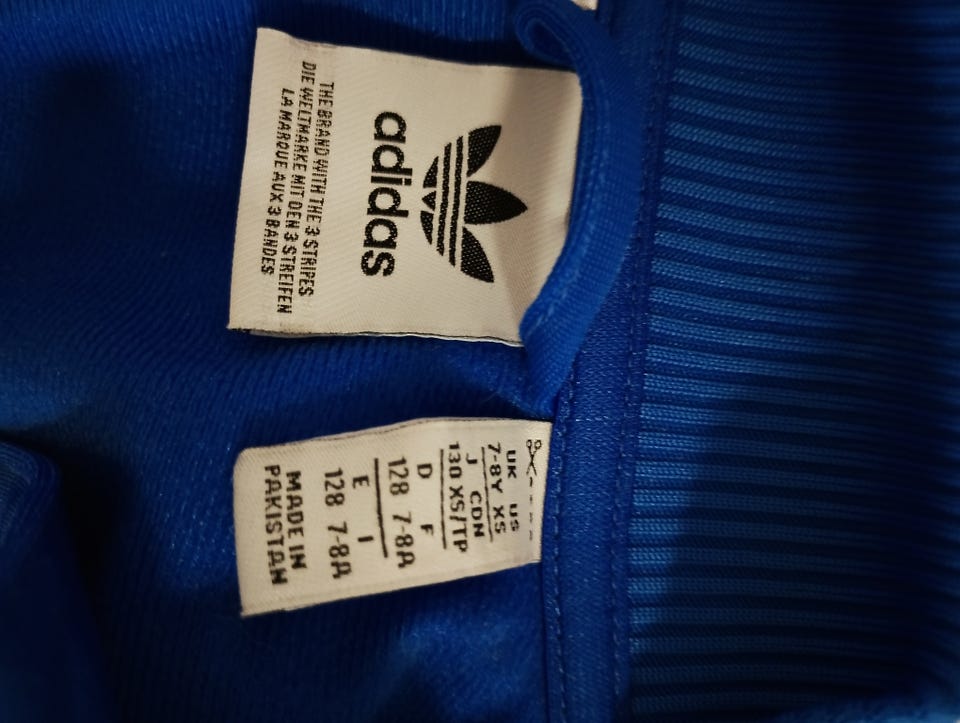 adidas
THE BRAND WITH THE 3 STRIPES
DIE WELTMARKE MIT DEN 3 STREIFEN
LA MARQUE AUX 3 BANDES
UK US
7-8Y XS
J CDN
130 XS/TP
D F
128 7-8A
E I
128 7-8A
MADE IN
PAKISTAN